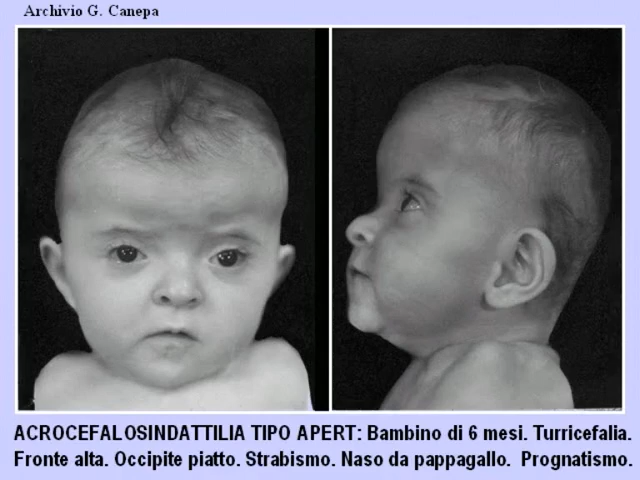 Archivio G. Canepa
ACROCEFALOSINDATTILIA TIPO APERT: Bambino di 6 mesi. Turricefalia.
Fronte alta. Occipite piatto. Strabismo. Naso da pappagallo. Prognatismo.